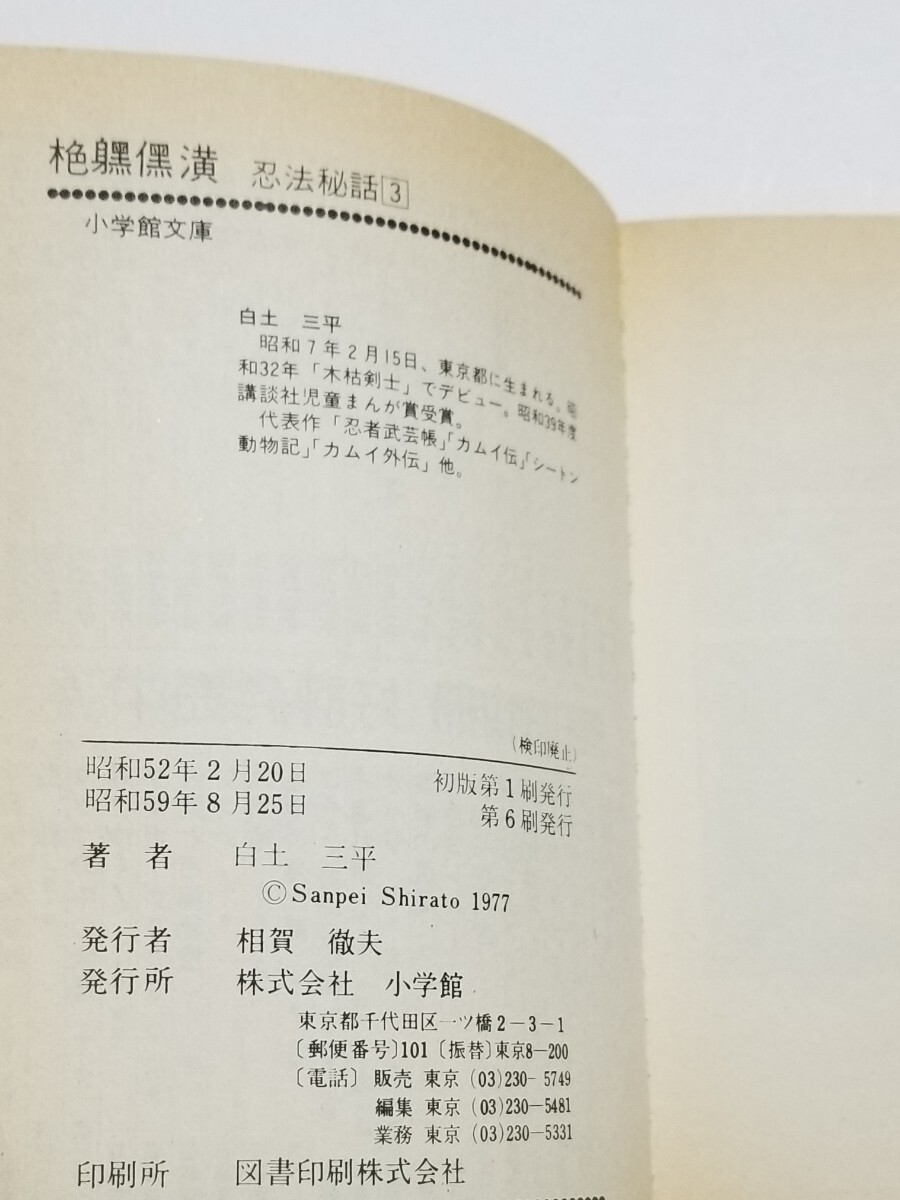 忍法秘話3
小学館文庫
白土 三平
昭和7年2月15日、東京都に生まれる。昭
和32年「木枯剣士」でデビュー。昭和39年度
講談社児童まんが賞受賞。
代表作「忍者武芸帳」「カムイ伝」「シートン
動物記」「カムイ外伝」他。
(検印廃止)
昭和52年2月20日 初版第1刷発行
昭和59年8月25日 第6刷発行
著者 白土 三平
©Sanpei Shirato 1977
発行者 相賀 徹夫
発行所 株式会社 小学館
東京都千代田区一ツ橋2−3−1
〔郵便番号〕101〔振替〕東京8−200
〔電話〕販売 東京 (03)230−5749
編集 東京 (03)230−5481
業務 東京 (03)230−5331
印刷所 図書印刷株式会社